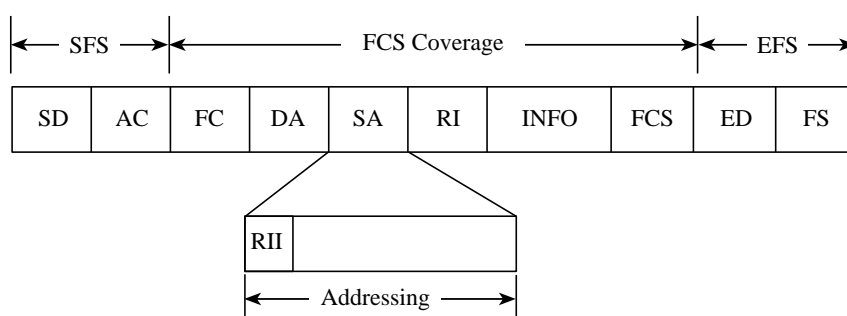 SFS FCS Coverage EFS
SD AC FC DA SA RI INFO FCS ED FS
RII
Addressing